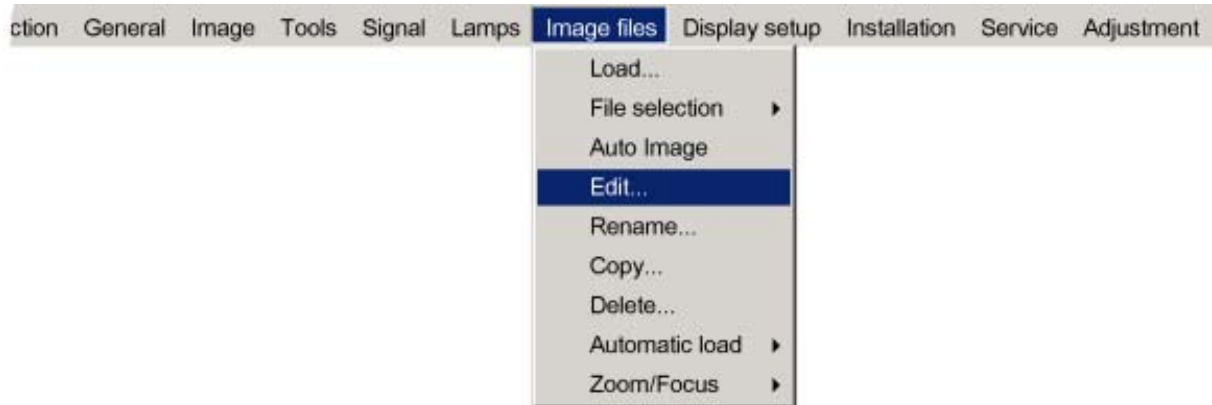 ction General Image Tools Signal Lamps Image files Display setup Installation Service Adjustment
Load...
File selection
Auto Image
Edit...
Rename...
Copy...
Delete...
Automatic load
Zoom/Focus